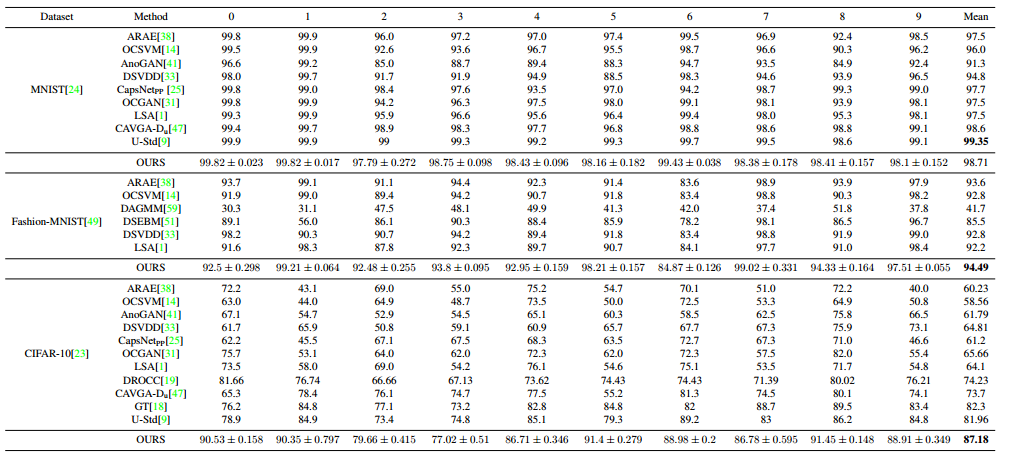 Dataset Method 0 1 2 3 4 5 6 7 8 9 Mean
ARAE[38] 99.8 99.9 96.0 97.2 97.0 97.4 99.5 96.9 92.4 98.5 97.5
OCSVM[14] 99.5 99.9 92.6 93.6 96.7 95.5 98.7 96.6 90.3 96.2 96.0
AnoGAN[41] 96.6 99.2 85.0 88.7 89.4 88.3 94.7 93.5 84.9 92.4 91.3
DSVDD[33] 98.0 99.7 91.7 91.9 94.9 88.5 98.3 94.6 93.9 96.5 94.8
MNIST[24] CapsNetPP [25] 99.8 99.0 98.4 97.6 93.5 97.0 94.2 98.7 99.3 99.0 97.7
OCGAN[31] 99.8 99.9 94.2 96.3 97.5 98.0 99.1 98.1 93.9 98.1 97.5
LSA[1] 99.3 99.9 95.9 96.6 95.6 96.4 99.4 98.0 95.3 98.1 97.5
CAVGA-Du[47] 99.4 99.7 98.9 98.3 97.7 96.8 98.8 98.6 98.8 99.1 98.6
U-Std[9] 99.9 99.9 99 99.3 99.2 99.3 99.7 99.5 98.6 99.1 99.35
OURS 99.82 ± 0.023 99.82 ± 0.017 97.79 ± 0.272 98.75 ± 0.098 98.43 ± 0.096 98.16 ± 0.182 99.43 ± 0.038 98.38 ± 0.178 98.41 ± 0.157 98.1 ± 0.152 98.71
ARAE[38] 93.7 99.1 91.1 94.4 92.3 91.4 83.6 98.9 93.9 97.9 93.6
OCSVM[14] 91.9 99.0 89.4 94.2 90.7 91.8 83.4 98.8 90.3 98.2 92.8
DAGMM[59] 30.3 31.1 47.5 48.1 49.9 41.3 42.0 37.4 51.8 37.8 41.7
Fashion-MNIST[49] DSEBM[51] 89.1 56.0 86.1 90.3 88.4 85.9 78.2 98.1 86.5 96.7 85.5
DSVDD[33] 98.2 90.3 90.7 94.2 89.4 91.8 83.4 98.8 91.9 99.0 92.8
LSA[1] 91.6 98.3 87.8 92.3 89.7 90.7 84.1 97.7 91.0 98.4 92.2
OURS 92.5 ± 0.298 99.21 ± 0.064 92.48 ± 0.255 93.8 ± 0.095 92.95 ± 0.159 98.21 ± 0.157 84.87 ± 0.126 99.02 ± 0.331 94.33 ± 0.164 97.51 ± 0.055 94.49
ARAE[38] 72.2 43.1 69.0 55.0 75.2 54.7 70.1 51.0 72.2 40.0 60.23
OCSVM[14] 63.0 44.0 64.9 48.7 73.5 50.0 72.5 53.3 64.9 50.8 58.56
AnoGAN[41] 67.1 54.7 52.9 54.5 65.1 60.3 58.5 62.5 75.8 66.5 61.79
DSVDD[33] 61.7 65.9 50.8 59.1 60.9 65.7 67.7 67.3 75.9 73.1 64.81
CapsNetPP[25] 62.2 45.5 67.1 67.5 68.3 63.5 72.7 67.3 71.0 46.6 61.2
CIFAR-10[23] OCGAN[31] 75.7 53.1 64.0 62.0 72.3 62.0 72.3 57.5 82.0 55.4 65.66
LSA[1] 73.5 58.0 69.0 54.2 76.1 54.6 75.1 53.5 71.7 54.8 64.1
DROCC[19] 81.66 76.74 66.66 67.13 73.62 74.43 74.43 71.39 80.02 76.21 74.23
CAVGA-Du[47] 65.3 78.4 76.1 74.7 77.5 55.2 81.3 74.5 80.1 74.1 73.7
GT[18] 76.2 84.8 77.1 73.2 82.8 84.8 82 88.7 89.5 83.4 82.3
U-Std[9] 78.9 84.9 73.4 74.8 85.1 79.3 89.2 83 86.2 84.8 81.96
OURS 90.53 ± 0.158 90.35 ± 0.797 79.66 ± 0.415 77.02 ± 0.51 86.71 ± 0.346 91.4 ± 0.279 88.98 ± 0.2 86.78 ± 0.595 91.45 ± 0.148 88.91 ± 0.349 87.18